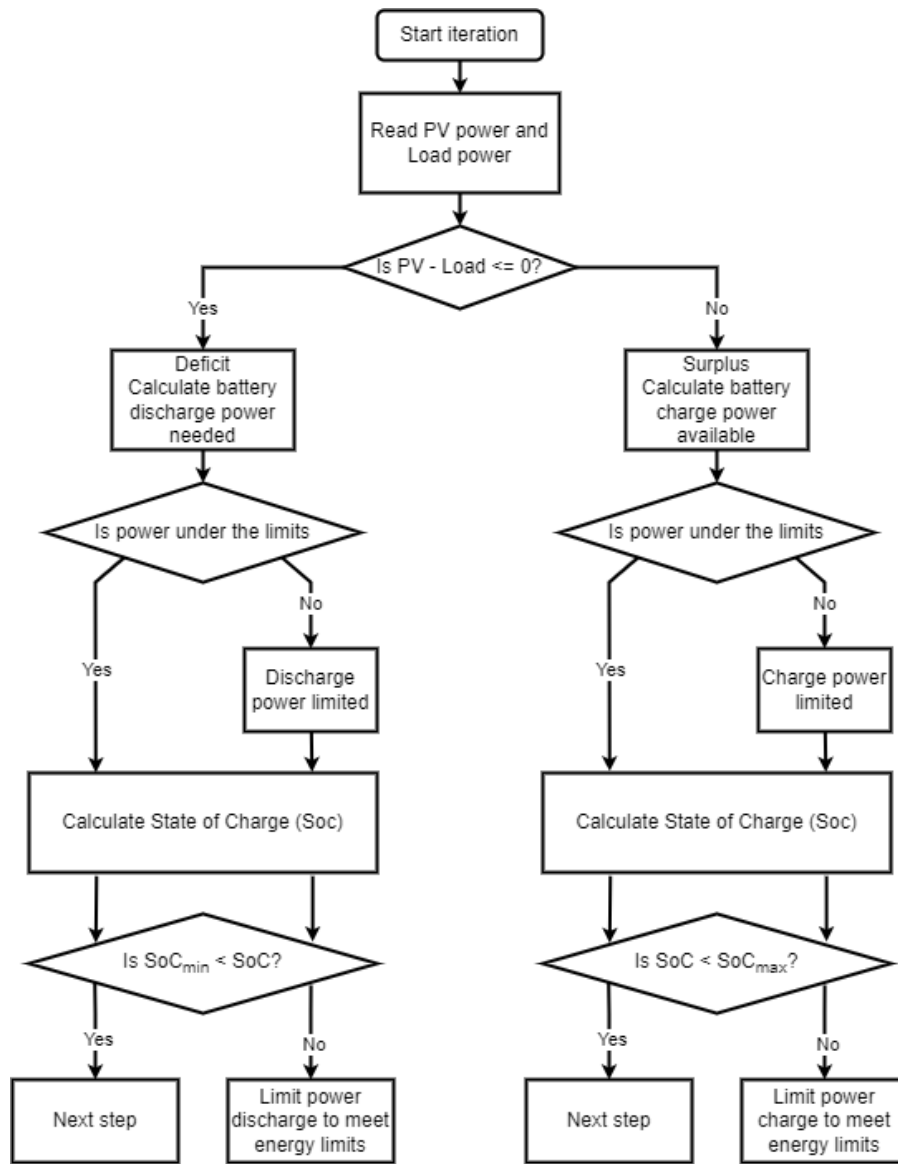 Start iteration
Read PV power and
Load power
Is PV - Load <= 0?
Yes
No
Deficit
Calculate battery
discharge power
needed
Surplus
Calculate battery
charge power
available
Is power under the limits
Is power under the limits
No
No
Yes
Yes
Discharge
power limited
Charge power
limited
Calculate State of Charge (Soc)
Calculate State of Charge (Soc)
Is SoCmin < SoC?
Is SoC < SoCmax?
Yes
No
Yes
No
Next step
Limit power
discharge to meet
energy limits
Next step
Limit power
charge to meet
energy limits